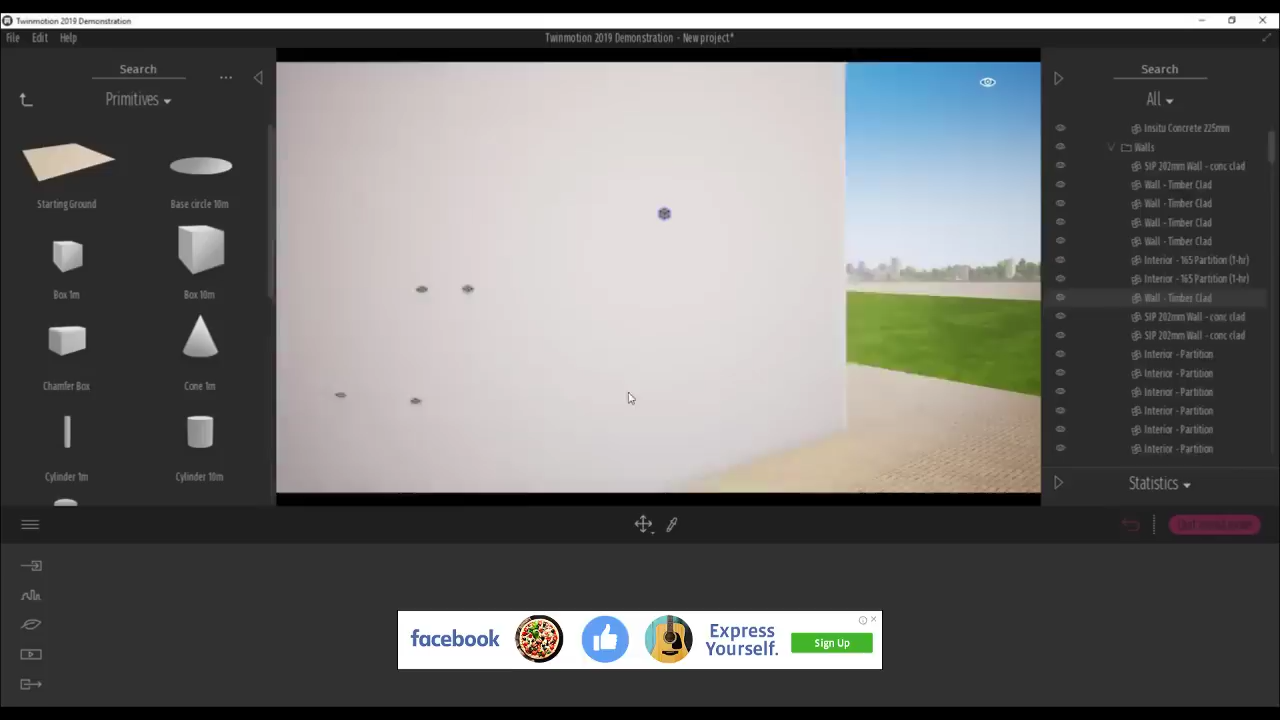 Twinmotion 2019 Demonstration
File Edit Help
Twinmotion 2019 Demonstration - New project*
Search
...
Primitives
Starting Ground
Base circle 10m
Box 1m
Box 10m
Chamfer Box
Cone 1m
Cylinder 1m
Cylinder 10m
Search
All
Insitu Concrete 225mm
Walls
SIP 202mm Wall - conc clad
Wall - Timber Clad
Wall - Timber Clad
Wall - Timber Clad
Wall - Timber Clad
Interior - 165 Partition (1-hr)
Interior - 165 Partition (1-hr)
Wall - Timber Clad
SIP 202mm Wall - conc clad
SIP 202mm Wall - conc clad
Interior - Partition
Interior - Partition
Interior - Partition
Interior - Partition
Interior - Partition
Interior - Partition
Statistics
facebook
Express
Yourself.
Sign Up